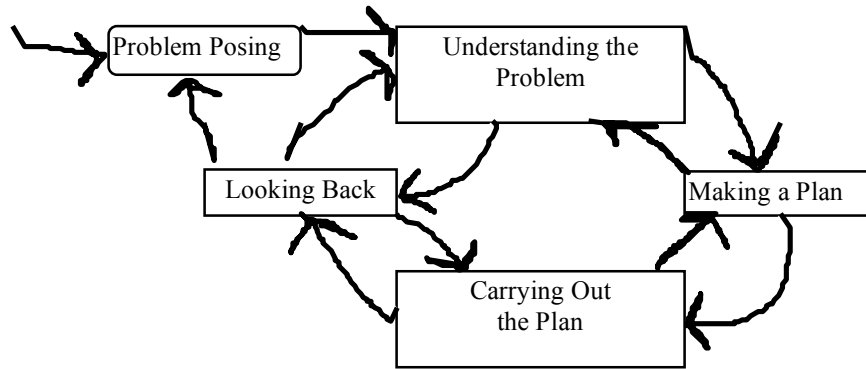 Problem Posing
Understanding the
Problem
Looking Back
Making a Plan
Carrying Out
the Plan